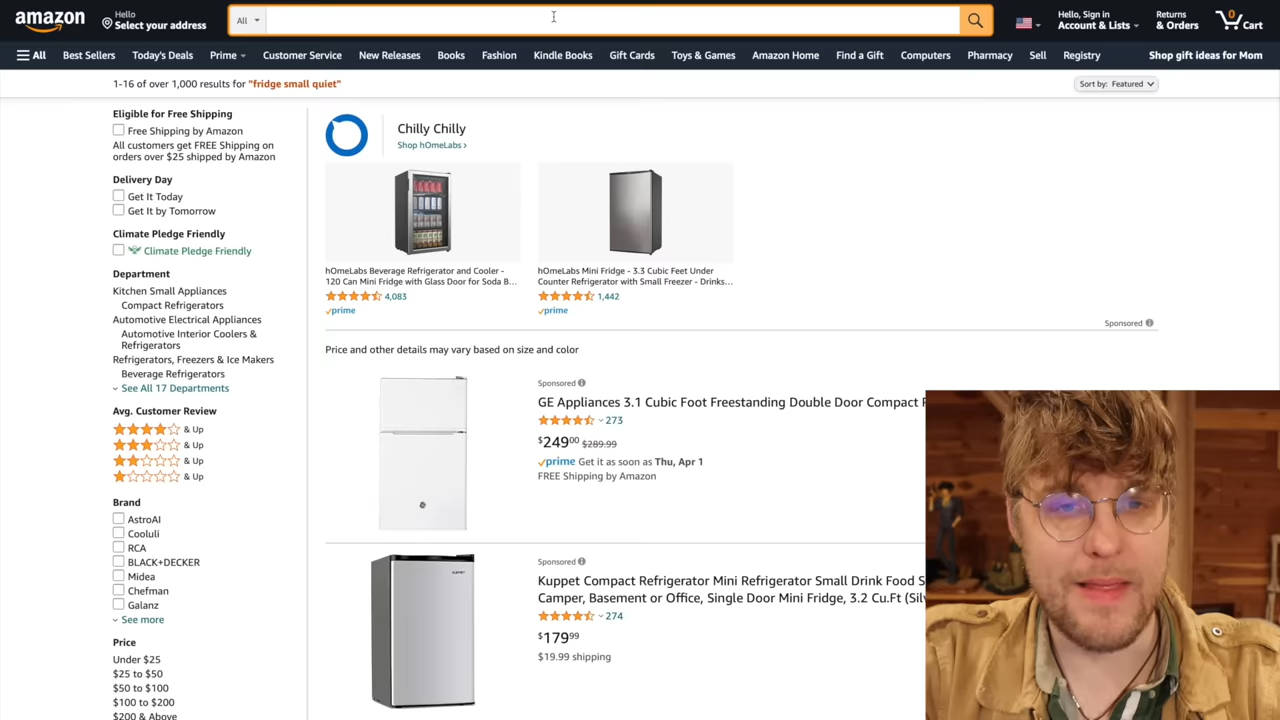 amazon
Hello
Select your address
All
Hello, Sign in
Account & Lists
Returns
& Orders
0
Cart
All
Best Sellers
Today's Deals
Prime
Customer Service
New Releases
Books
Fashion
Kindle Books
Gift Cards
Toys & Games
Amazon Home
Find a Gift
Computers
Pharmacy
Sell
Registry
Shop gift ideas for Mom
1-16 of over 1,000 results for "fridge small quiet"
Sort by: Featured
Eligible for Free Shipping
Free Shipping by Amazon
All customers get FREE Shipping on
orders over $25 shipped by Amazon
Delivery Day
Get It Today
Get It by Tomorrow
Climate Pledge Friendly
Climate Pledge Friendly
Department
Kitchen Small Appliances
Compact Refrigerators
Automotive Electrical Appliances
Automotive Interior Coolers &
Refrigerators
Refrigerators, Freezers & Ice Makers
Beverage Refrigerators
See All 17 Departments
Avg. Customer Review
& Up
& Up
& Up
& Up
Brand
AstroAI
Cooluli
RCA
BLACK+DECKER
Midea
Chefman
Galanz
See more
Price
Under $25
$25 to $50
$50 to $100
$100 to $200
$200 & Above
Chilly Chilly
Shop hOmeLabs ›
hOmeLabs Beverage Refrigerator and Cooler -
120 Can Mini Fridge with Glass Door for Soda B...
4,083
prime
hOmeLabs Mini Fridge - 3.3 Cubic Feet Under
Counter Refrigerator with Small Freezer - Drinks...
1,442
prime
Sponsored
Price and other details may vary based on size and color
Sponsored
GE Appliances 3.1 Cubic Foot Freestanding Double Door Compact
273
$249.00 $289.99
prime Get it as soon as Thu, Apr 1
FREE Shipping by Amazon
Sponsored
Kuppet Compact Refrigerator Mini Refrigerator Small Drink Food
Camper, Basement or Office, Single Door Mini Fridge, 3.2 Cu.Ft
274
$179.99
$19.99 shipping
KUPPET